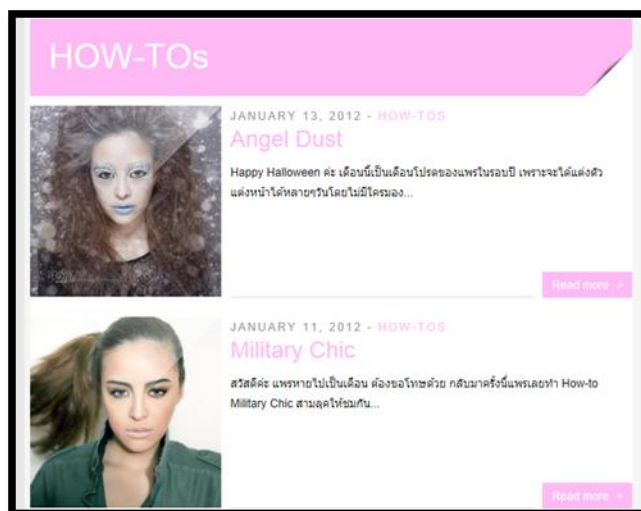 HOW-TOs
JANUARY 13, 2012 - HOW-TOS
Angel Dust
Happy Halloween ค่ะ เดือนนี้เป็นเดือนโปรดของแพรในรอบปี เพราะจะได้แต่งตัว
แต่งหน้าได้หลายๆวันโดยไม่มีใครมอง...
Read more +
JANUARY 11, 2012 - HOW-TOS
Military Chic
สวัสดีค่ะ แพรหายไปเป็นเดือน ต้องขอโทษด้วย กลับมาครั้งนี้แพรเลยทำ How-to
Military Chic สามลุคให้ชมกัน...
Read more +